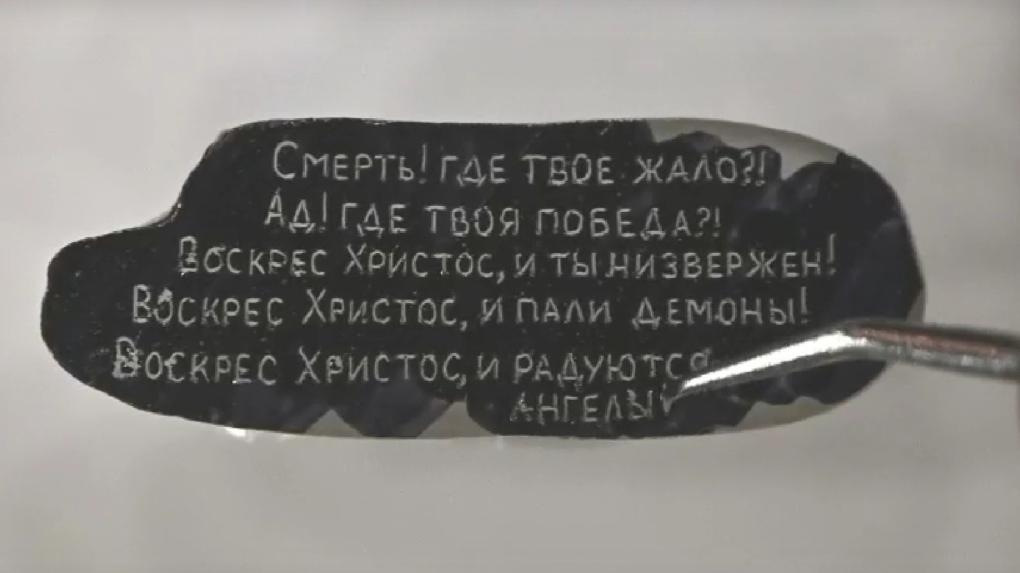 Смерть! где твое жало?!
Ад! где твоя победа?!
Воскрес Христос, и ты низвержен!
Воскрес Христос, и пали демоны!
Воскрес Христос, и радуются
ангелы!